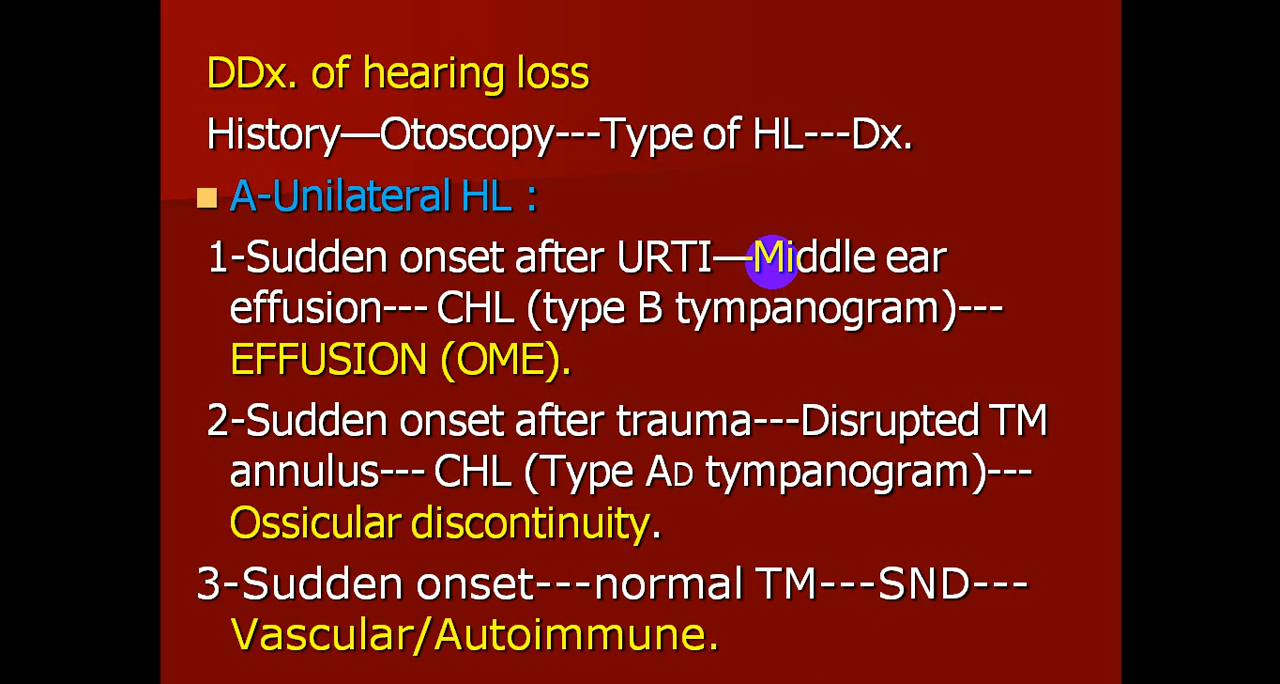 DDx. of hearing loss
History—Otoscopy---Type of HL---Dx.
A-Unilateral HL :
1-Sudden onset after URTI—Middle ear
effusion--- CHL (type B tympanogram)---
EFFUSION (OME).
2-Sudden onset after trauma---Disrupted TM
annulus--- CHL (Type AD tympanogram)---
Ossicular discontinuity.
3-Sudden onset---normal TM---SND---
Vascular/Autoimmune.